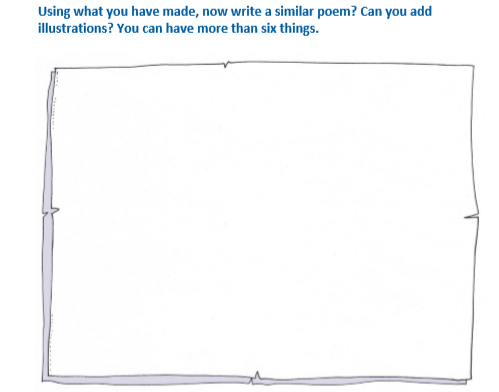 Using what you have made, now write a similar poem? Can you add
illustrations? You can have more than six things.